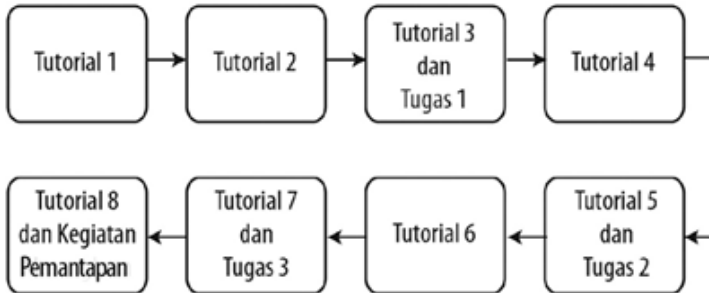 Tutorial 1
Tutorial 2
Tutorial 3
dan
Tugas 1
Tutorial 4
Tutorial 5
dan
Tugas 2
Tutorial 6
Tutorial 7
dan
Tugas 3
Tutorial 8
dan Kegiatan
Pemantapan